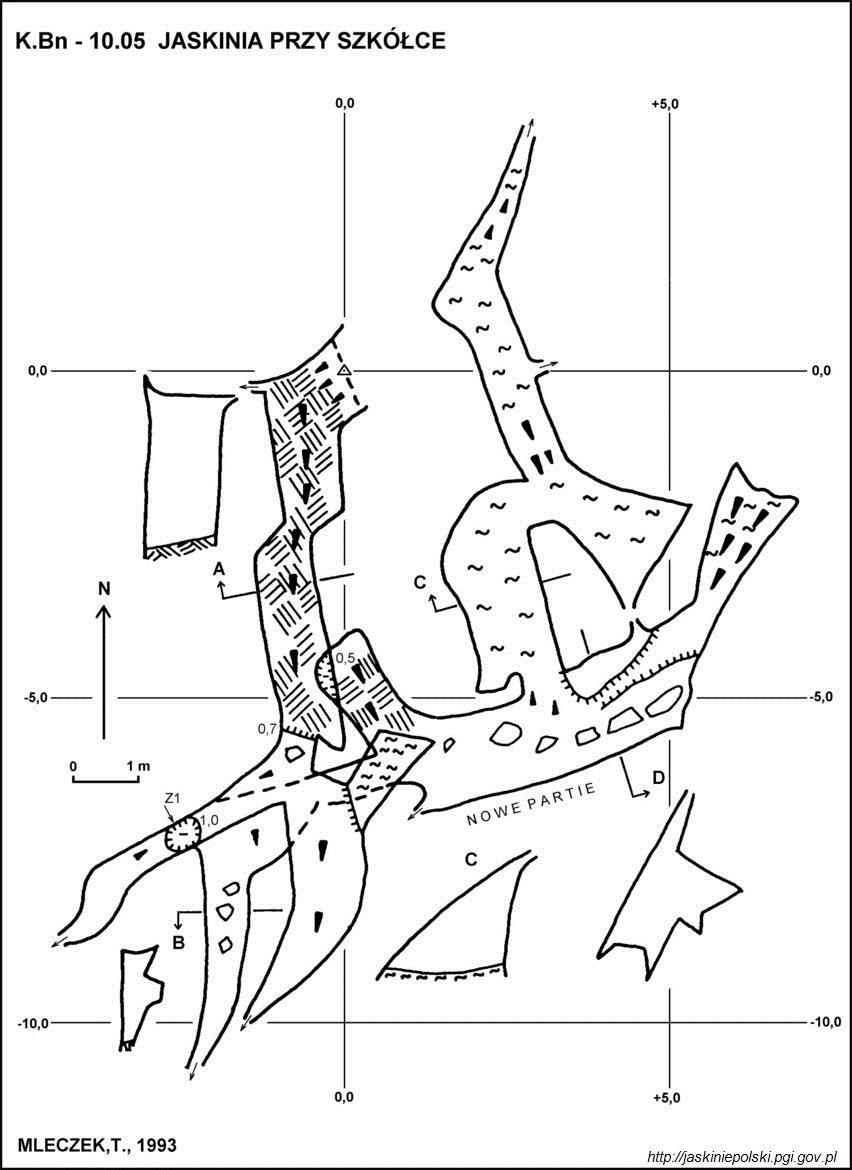 K.Bn - 10.05 JASKINIA PRZY SZKÓŁCE
0,0 +5,0
0,0 0,0
A
C
N
0,5
-5,0 -5,0
0,7
0 1 m
D
Z1
1,0
NOWE PARTIE
C
B
-10,0 -10,0
0,0 +5,0
MLECZEK,T., 1993
http://jaskiniepolski.pgi.gov.pl